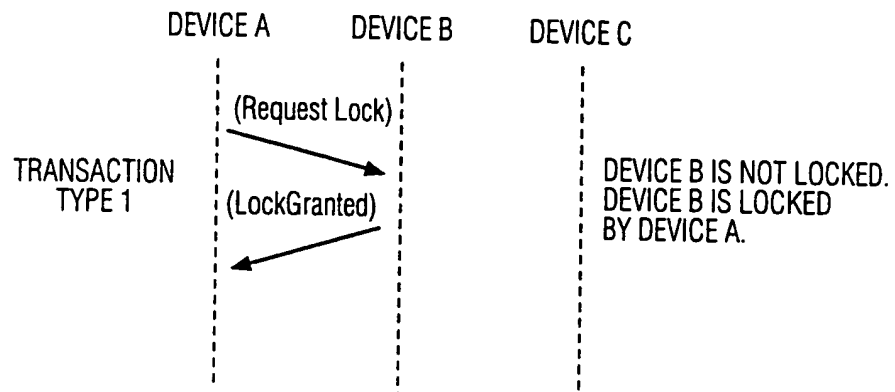 DEVICE A DEVICE B DEVICE C
(Request Lock)
TRANSACTION
TYPE 1
(LockGranted)
DEVICE B IS NOT LOCKED.
DEVICE B IS LOCKED
BY DEVICE A.